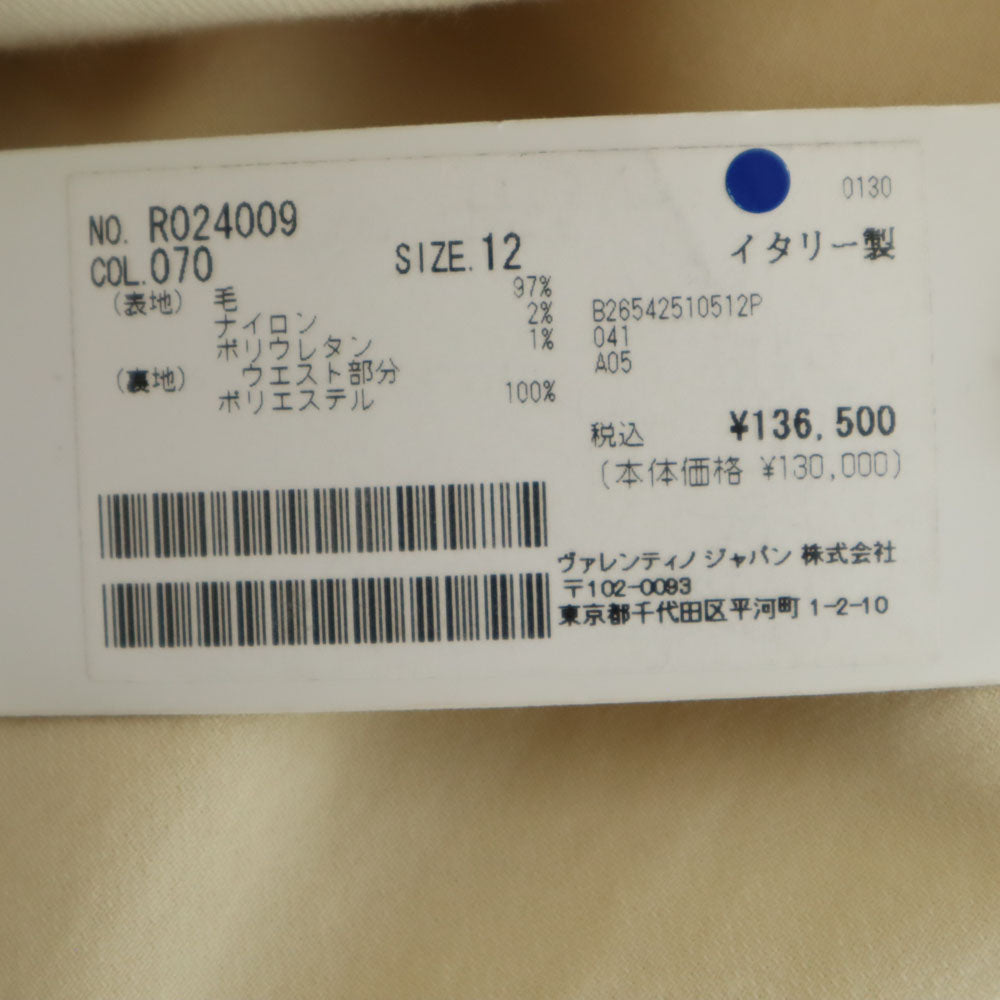 0130
NO. R024009
イタリー製
COL.070 SIZE.12
(表地) 毛 97%
ナイロン 2%
ポリウレタン 1%
(裏地) ウエスト部分
ポリエステル 100%
B26542510512P
041
A05
税込 ¥136,500
(本体価格 ¥130,000)
ヴァレンティノ ジャパン 株式会社
〒102-0093
東京都千代田区平河町 1-2-10